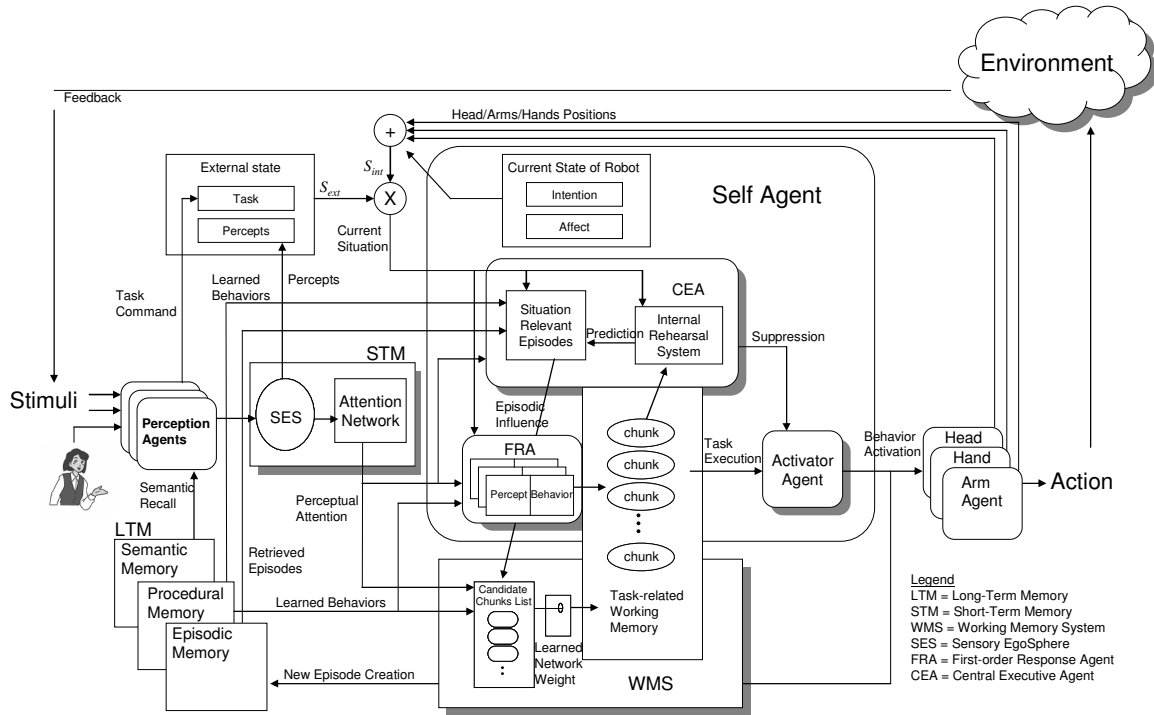 Environment
Feedback
Head/Arms/Hands Positions
+
External state
S_int
Current State of Robot
Self Agent
Task
S_ext
X
Intention
Percepts
Current
Situation
Affect
Learned
Behaviors
Percepts
CEA
Task
Command
Situation
Relevant
Episodes
Prediction
Internal
Rehearsal
System
Suppression
STM
Stimuli
Perception
Agents
SES
Attention
Network
Episodic
Influence
chunk
FRA
chunk
Task
Execution
Activator
Agent
Behavior
Activation
Head
Hand
Arm
Agent
Action
Semantic
Recall
Perceptual
Attention
Percept
Behavior
chunk
LTM
Semantic
Memory
Retrieved
Episodes
chunk
Procedural
Memory
Learned Behaviors
Candidate
Chunks List
Task-related
Working
Memory
Episodic
Memory
Learned
Network
Weight
New Episode Creation
WMS
Legend
LTM = Long-Term Memory
STM = Short-Term Memory
WMS = Working Memory System
SES = Sensory EgoSphere
FRA = First-order Response Agent
CEA = Central Executive Agent